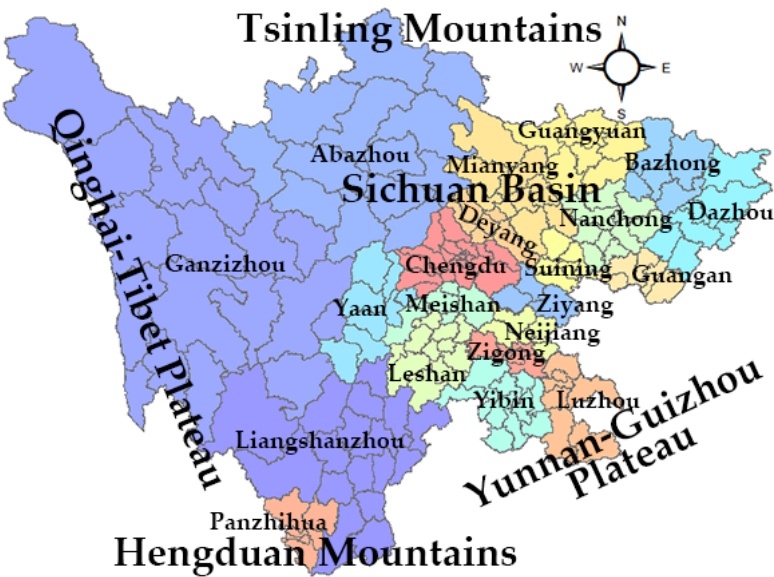 Tsinling Mountains
N
W
E
S
Qinghai-Tibet Plateau
Guangyuan
Abazhou
Mianyang
Bazhong
Sichuan Basin
Deyang
Nanchong
Dazhou
Ganzizhou
Chengdu
Suining
Guangan
Yaan
Meishan
Ziyang
Neijiang
Zigong
Leshan
Yibin
Luzhou
Yunnan-Guizhou
Plateau
Liangshanzhou
Panzhihua
Hengduan Mountains